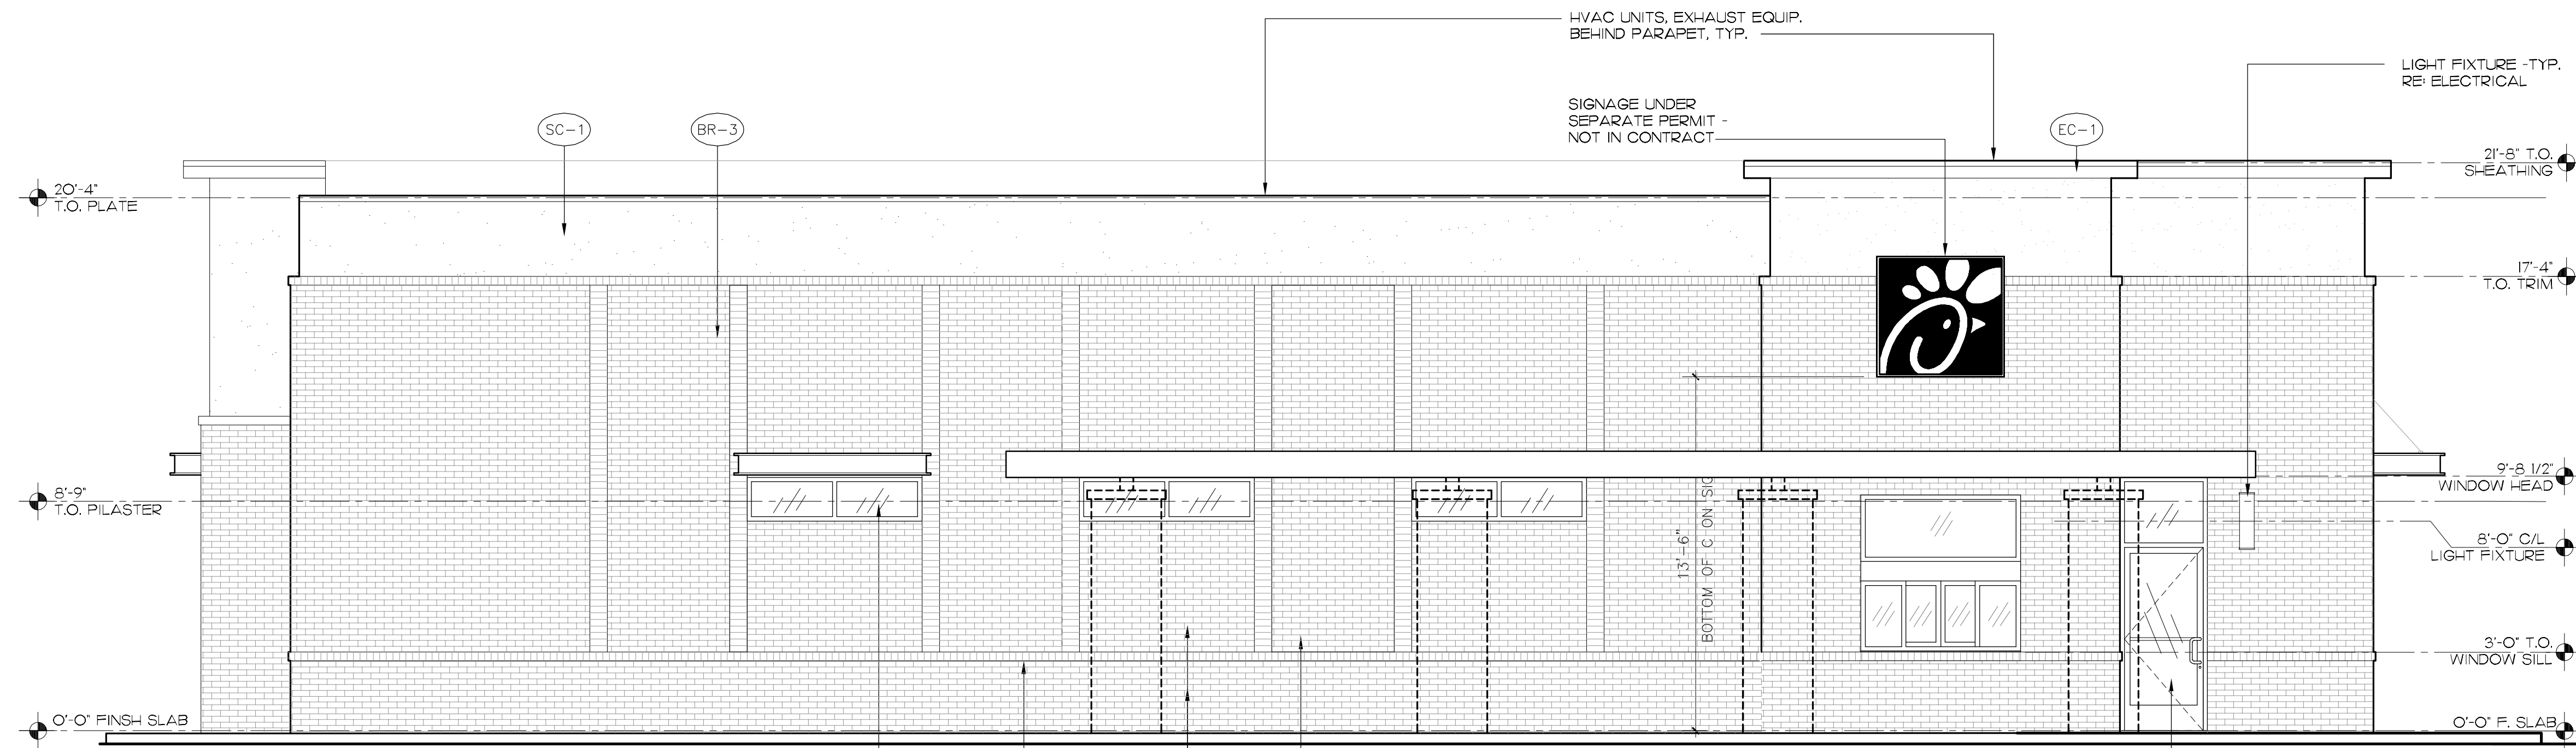 HVAC UNITS, EXHAUST EQUIP.
BEHIND PARAPET, TYP.
LIGHT FIXTURE -TYP.
RE: ELECTRICAL
SIGNAGE UNDER
SEPARATE PERMIT -
NOT IN CONTRACT
SC-1
BR-3
EC-1
21'-8" T.O.
SHEATHING
20'-4"
T.O. PLATE
17'-4"
T.O. TRIM
9'-8 1/2"
WINDOW HEAD
8'-9"
T.O. PILASTER
13'-6"
BOTTOM OF C ON SIG
8'-0" C/L
LIGHT FIXTURE
3'-0" T.O.
WINDOW SILL
0'-0" FINSH SLAB
0'-0" F. SLAB